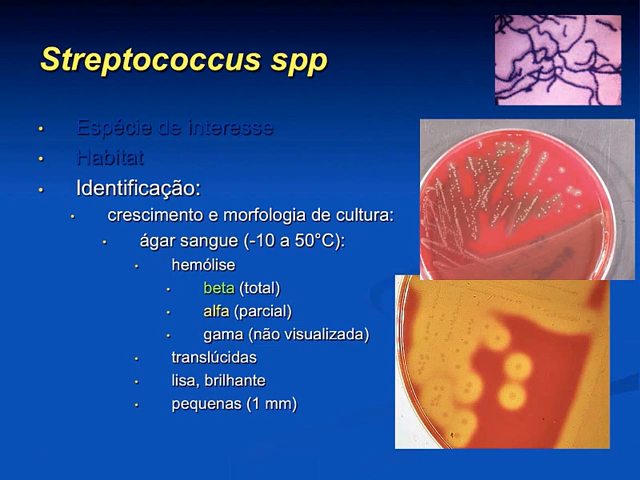 Streptococcus spp
Espécie de interesse
Habitat
Identificação:
crescimento e morfologia de cultura:
ágar sangue (-10 a 50°C):
hemólise
beta (total)
alfa (parcial)
gama (não visualizada)
translúcidas
lisa, brilhante
pequenas (1 mm)